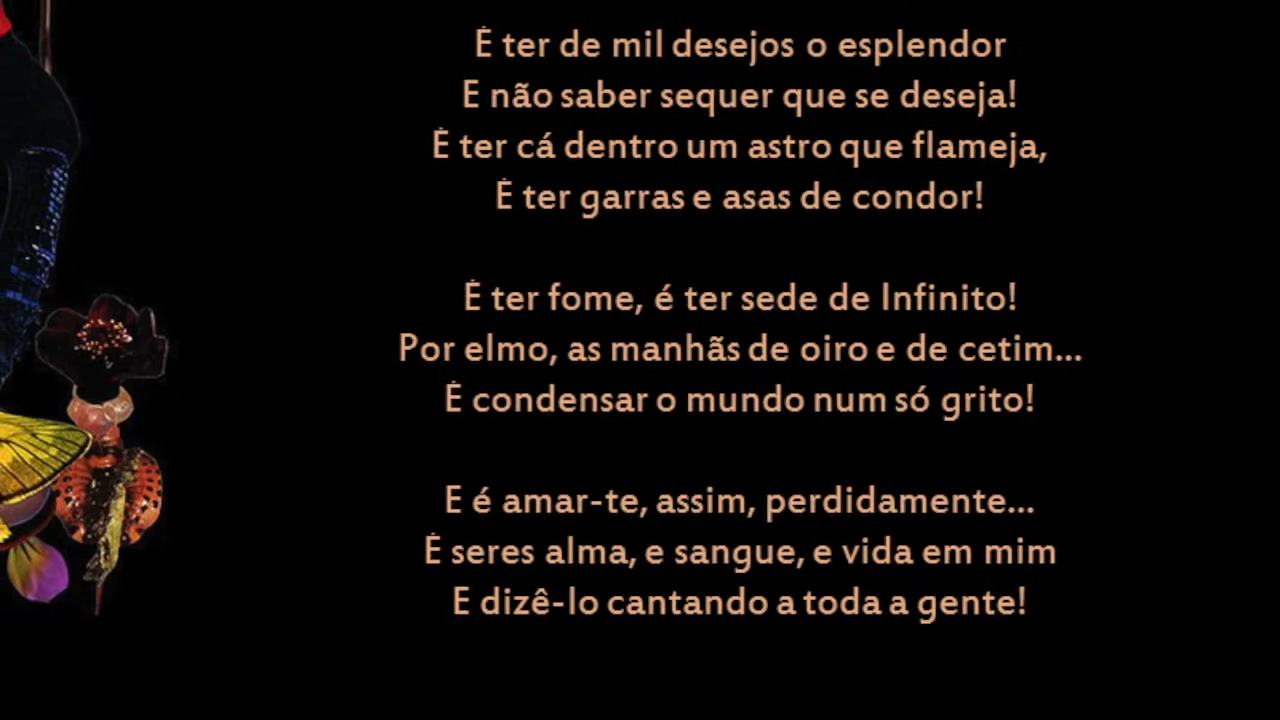 É ter de mil desejos o esplendor
E não saber sequer que se deseja!
É ter cá dentro um astro que flameja,
É ter garras e asas de condor!
É ter fome, é ter sede de Infinito!
Por elmo, as manhãs de oiro e de cetim...
É condensar o mundo num só grito!
E é amar-te, assim, perdidamente...
É seres alma, e sangue, e vida em mim
E dizê-lo cantando a toda a gente!